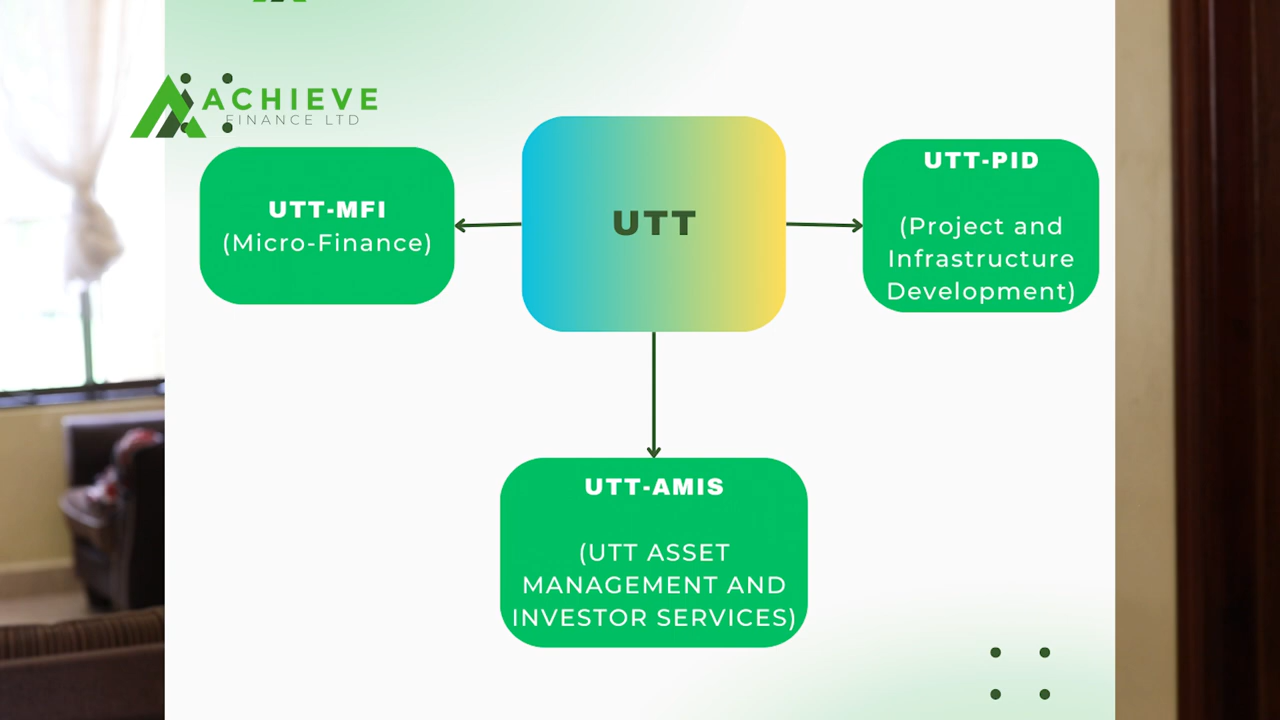 ACHIEVE
FINANCE LTD
UTT-MFI
(Micro-Finance)
UTT
UTT-PID
(Project and
Infrastructure
Development)
UTT-AMIS
(UTT ASSET
MANAGEMENT AND
INVESTOR SERVICES)